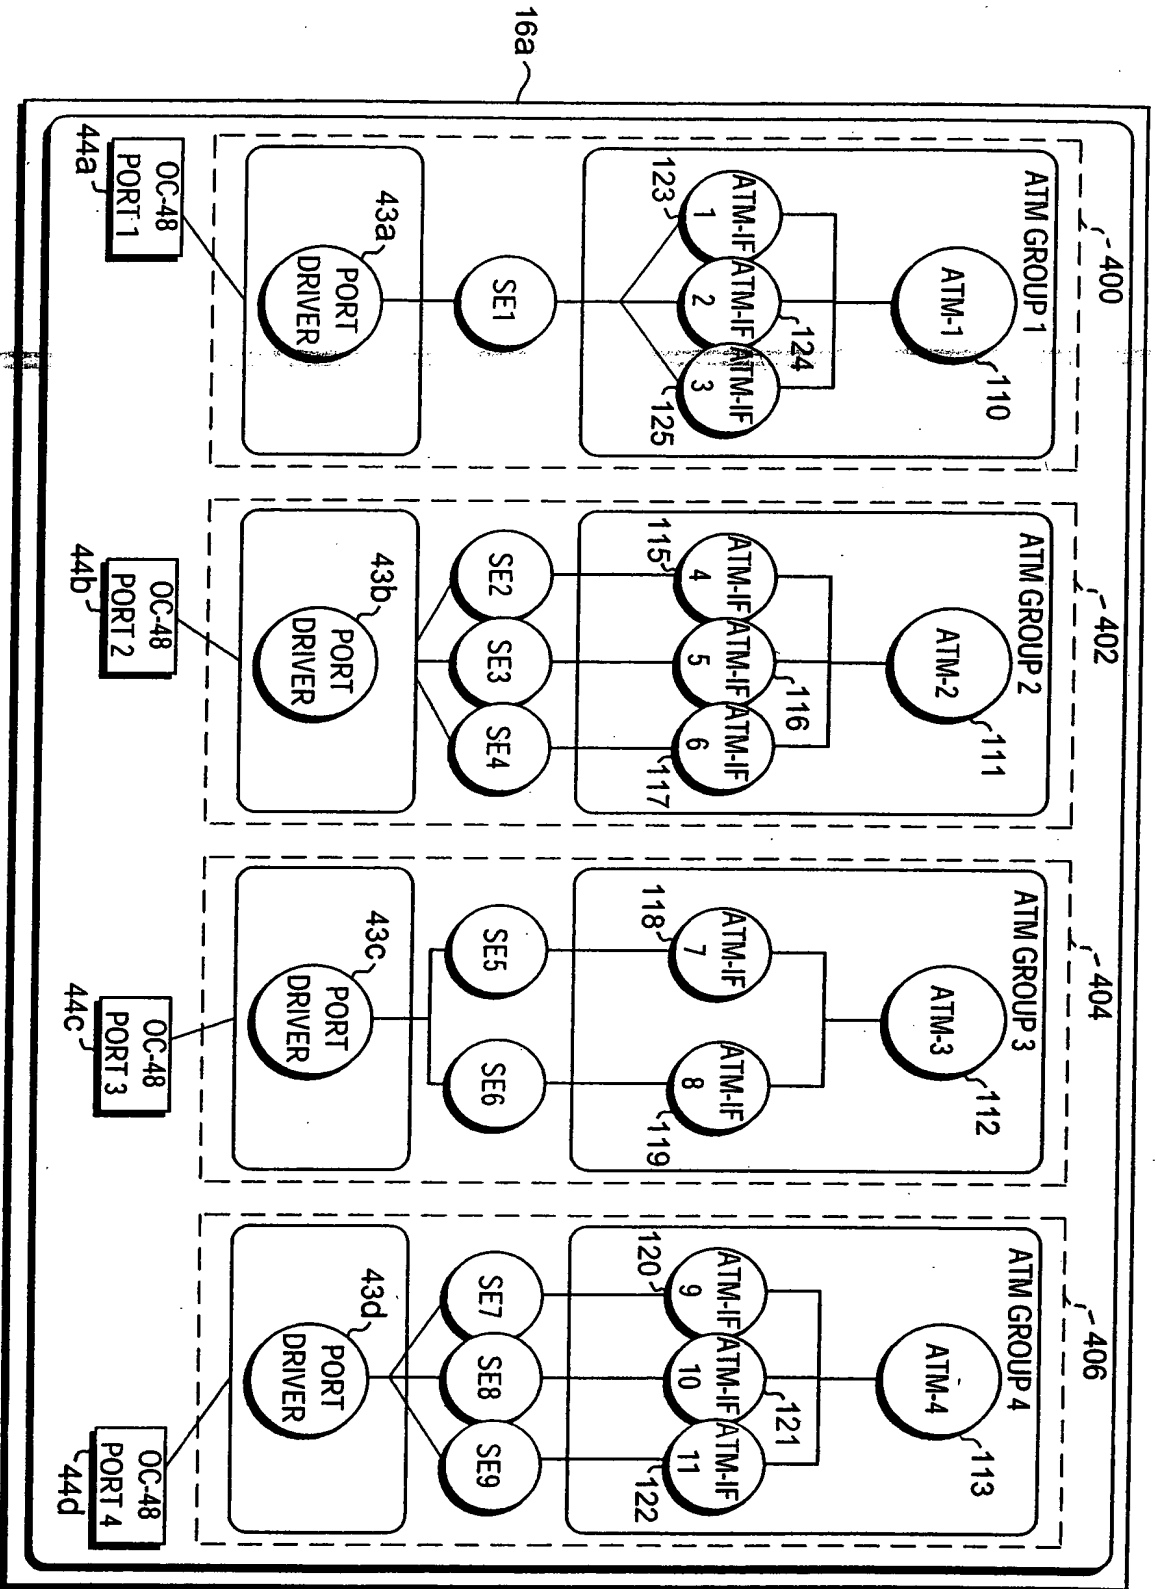 16a
400
ATM GROUP 1
ATM-1
110
ATM-IF
1
ATM-IF
2
ATM-IF
3
123
124
125
SE1
43a
PORT
DRIVER
OC-48
PORT 1
44a
402
ATM GROUP 2
ATM-2
111
ATM-IF
4
ATM-IF
5
ATM-IF
6
115
116
117
SE2
SE3
SE4
43b
PORT
DRIVER
OC-48
PORT 2
44b
404
ATM GROUP 3
ATM-3
112
ATM-IF
7
ATM-IF
8
118
119
SE5
SE6
43c
PORT
DRIVER
OC-48
PORT 3
44c
406
ATM GROUP 4
ATM-4
113
ATM-IF
9
ATM-IF
10
ATM-IF
11
120
121
122
SE7
SE8
SE9
43d
PORT
DRIVER
OC-48
PORT 4
44d